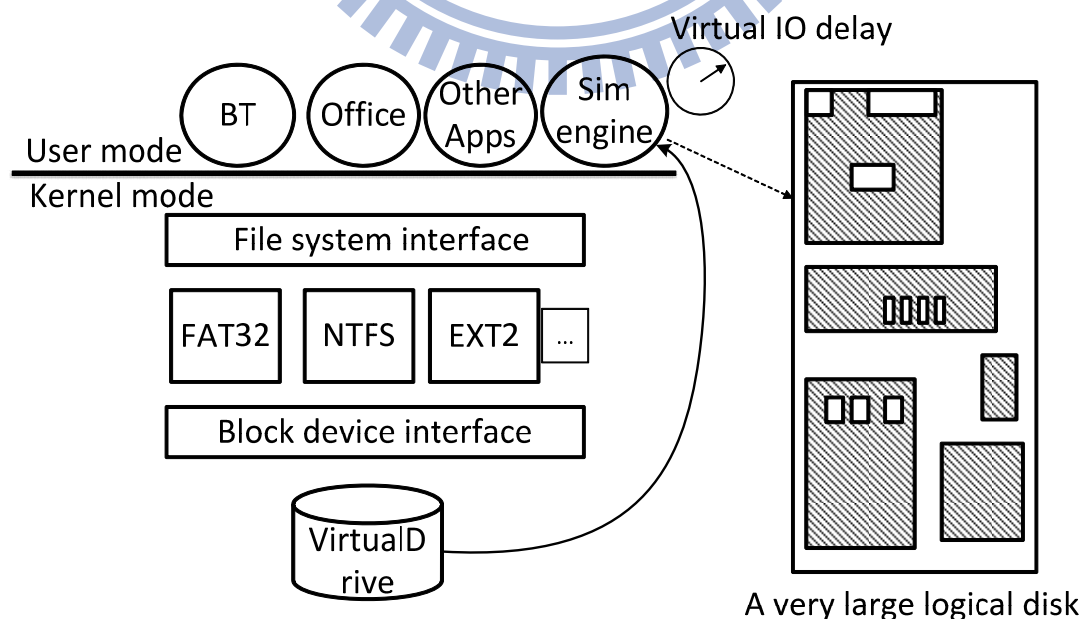 Virtual IO delay
BT
Office
Other
Apps
Sim
engine
User mode
Kernel mode
File system interface
FAT32
NTFS
EXT2
...
Block device interface
VirtualD
rive
A very large logical disk